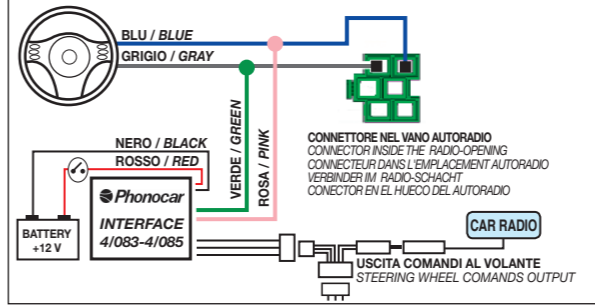 BLU / BLUE
GRIGIO / GRAY
VERDE / GREEN
ROSA / PINK
NERO / BLACK
ROSSO / RED
CONNETTORE NEL VANO AUTORADIO
CONNECTOR INSIDE THE RADIO-OPENING
CONNECTEUR DANS L'EMPLACEMENT AUTORADIO
VERBINDER IM RADIO-SCHACHT
CONECTOR EN EL HUECO DEL AUTORADIO
Phonocar
INTERFACE
4/083-4/085
BATTERY
+12 V
CAR RADIO
USCITA COMANDI AL VOLANTE
STEERING WHEEL COMANDS OUTPUT